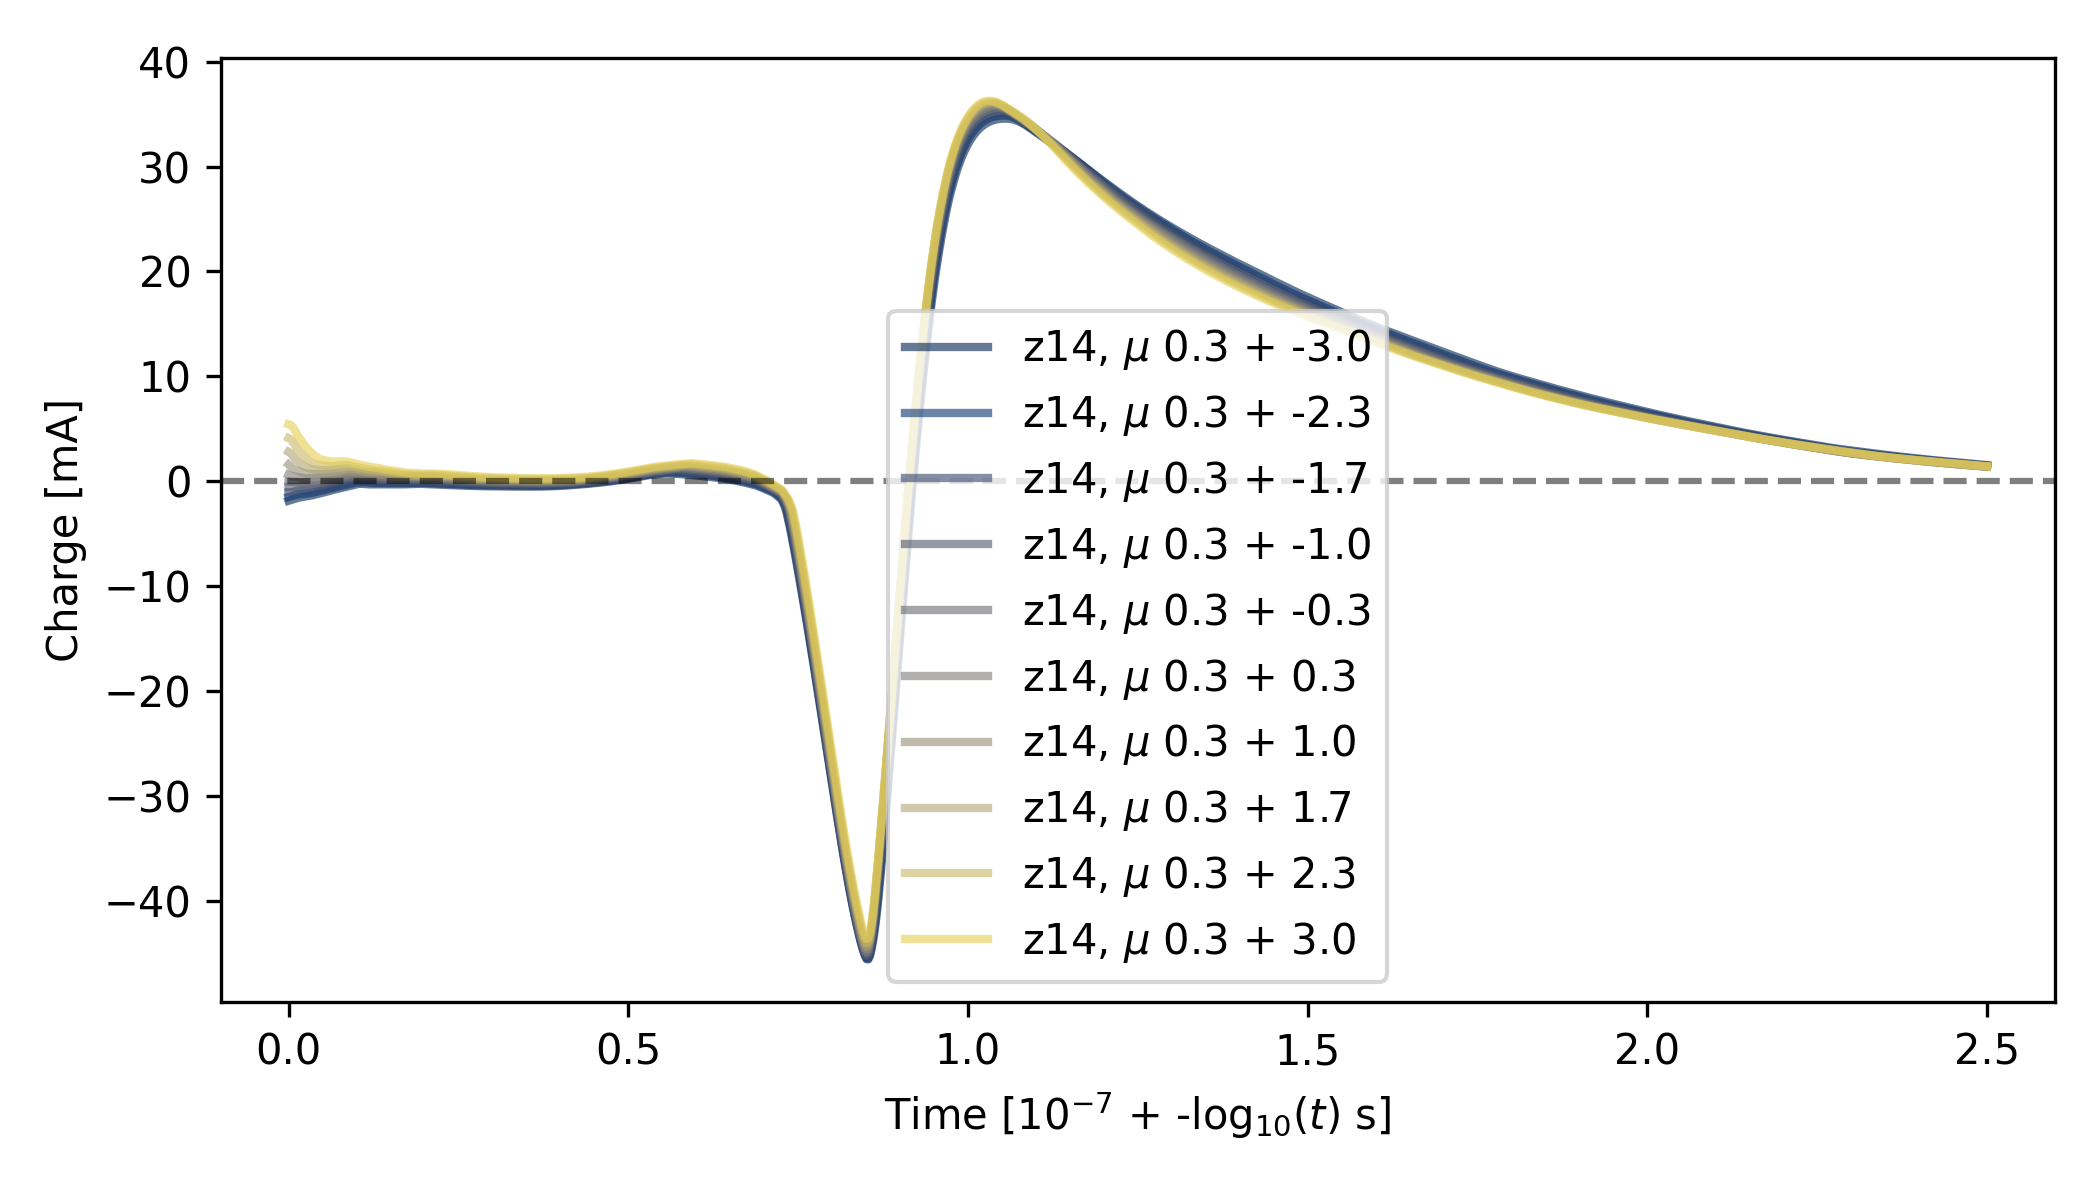 40
30
20
10
0
−10
−20
−30
−40
Charge [mA]
z14, μ 0.3 + -3.0
z14, μ 0.3 + -2.3
z14, μ 0.3 + -1.7
z14, μ 0.3 + -1.0
z14, μ 0.3 + -0.3
z14, μ 0.3 + 0.3
z14, μ 0.3 + 1.0
z14, μ 0.3 + 1.7
z14, μ 0.3 + 2.3
z14, μ 0.3 + 3.0
0.0 0.5 1.0 1.5 2.0 2.5
Time [10⁻⁷ + -log₁₀(t) s]